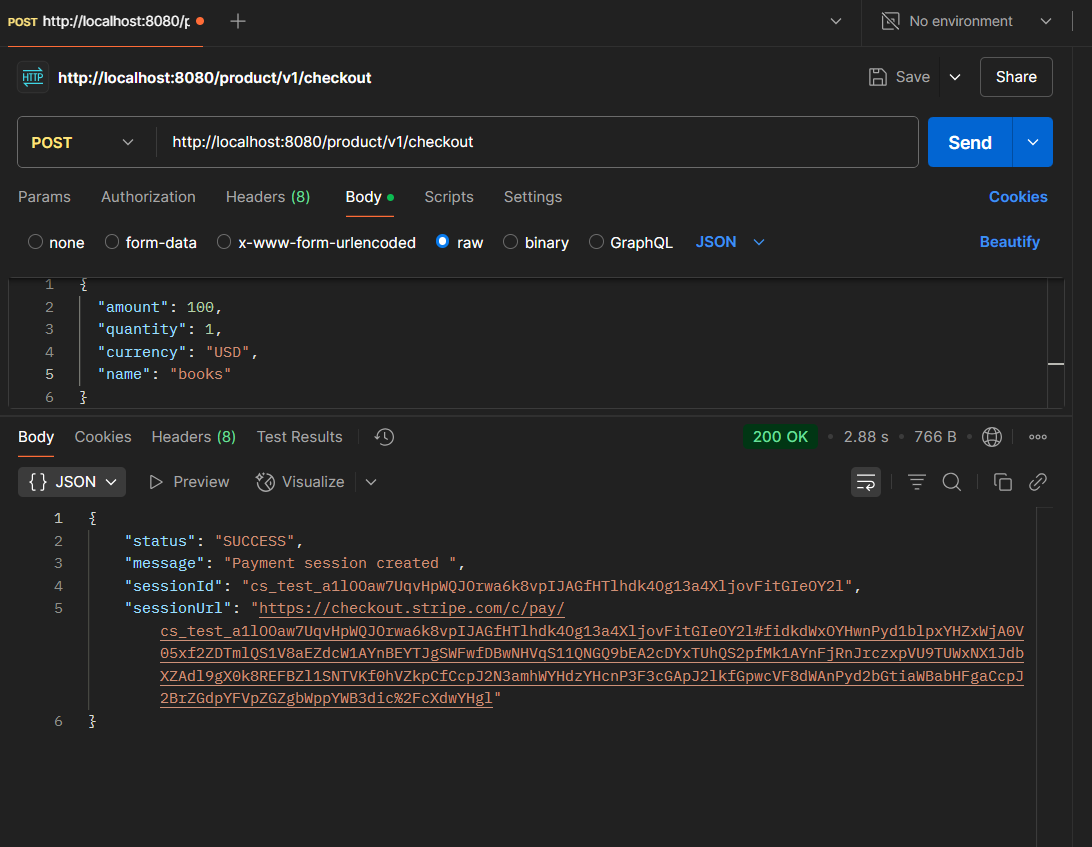 POST http://localhost:8080/p
No environment
HTTP http://localhost:8080/product/v1/checkout
Save
Share
POST
http://localhost:8080/product/v1/checkout
Send
Params
Authorization
Headers (8)
Body
Scripts
Settings
Cookies
none
form-data
x-www-form-urlencoded
raw
binary
GraphQL
JSON
Beautify
1 {
2 "amount": 100,
3 "quantity": 1,
4 "currency": "USD",
5 "name": "books"
6 }
Body
Cookies
Headers (8)
Test Results
200 OK
2.88 s
766 B
{} JSON
Preview
Visualize
1 {
2 "status": "SUCCESS",
3 "message": "Payment session created ",
4 "sessionId": "cs_test_a1lOOaw7UqvHpWQJOrwa6k8vpIJAGfHTlhdk4Og13a4XljovFitGIeOY2l",
5 "sessionUrl": "https://checkout.stripe.com/c/pay/
cs_test_a1lOOaw7UqvHpWQJOrwa6k8vpIJAGfHTlhdk4Og13a4XljovFitGIeOY2l#fidkdWxOYHwnPyd1blpxYHZxWjA0V
05xf2ZDTmlQS1V8aEZdcW1AYnBEYTJgSWFwfDBwNHVqS11QNGQ9bEA2cDYxTUhQS2pfMk1AYnFjRnJrczxpVU9TUWxNX1Jdb
XZAdl9gX0k8REFBZl1SNTVKf0hVZkpCfCcpJ2N3amhWYHdzYHcnP3F3cGApJ2lkfGpwcVF8dWAnPyd2bGtiaWBabHFgaCcpJ
2BrZGdpYFVpZGZgbWppYWB3dic%2FcXdwYHgl"
6 }